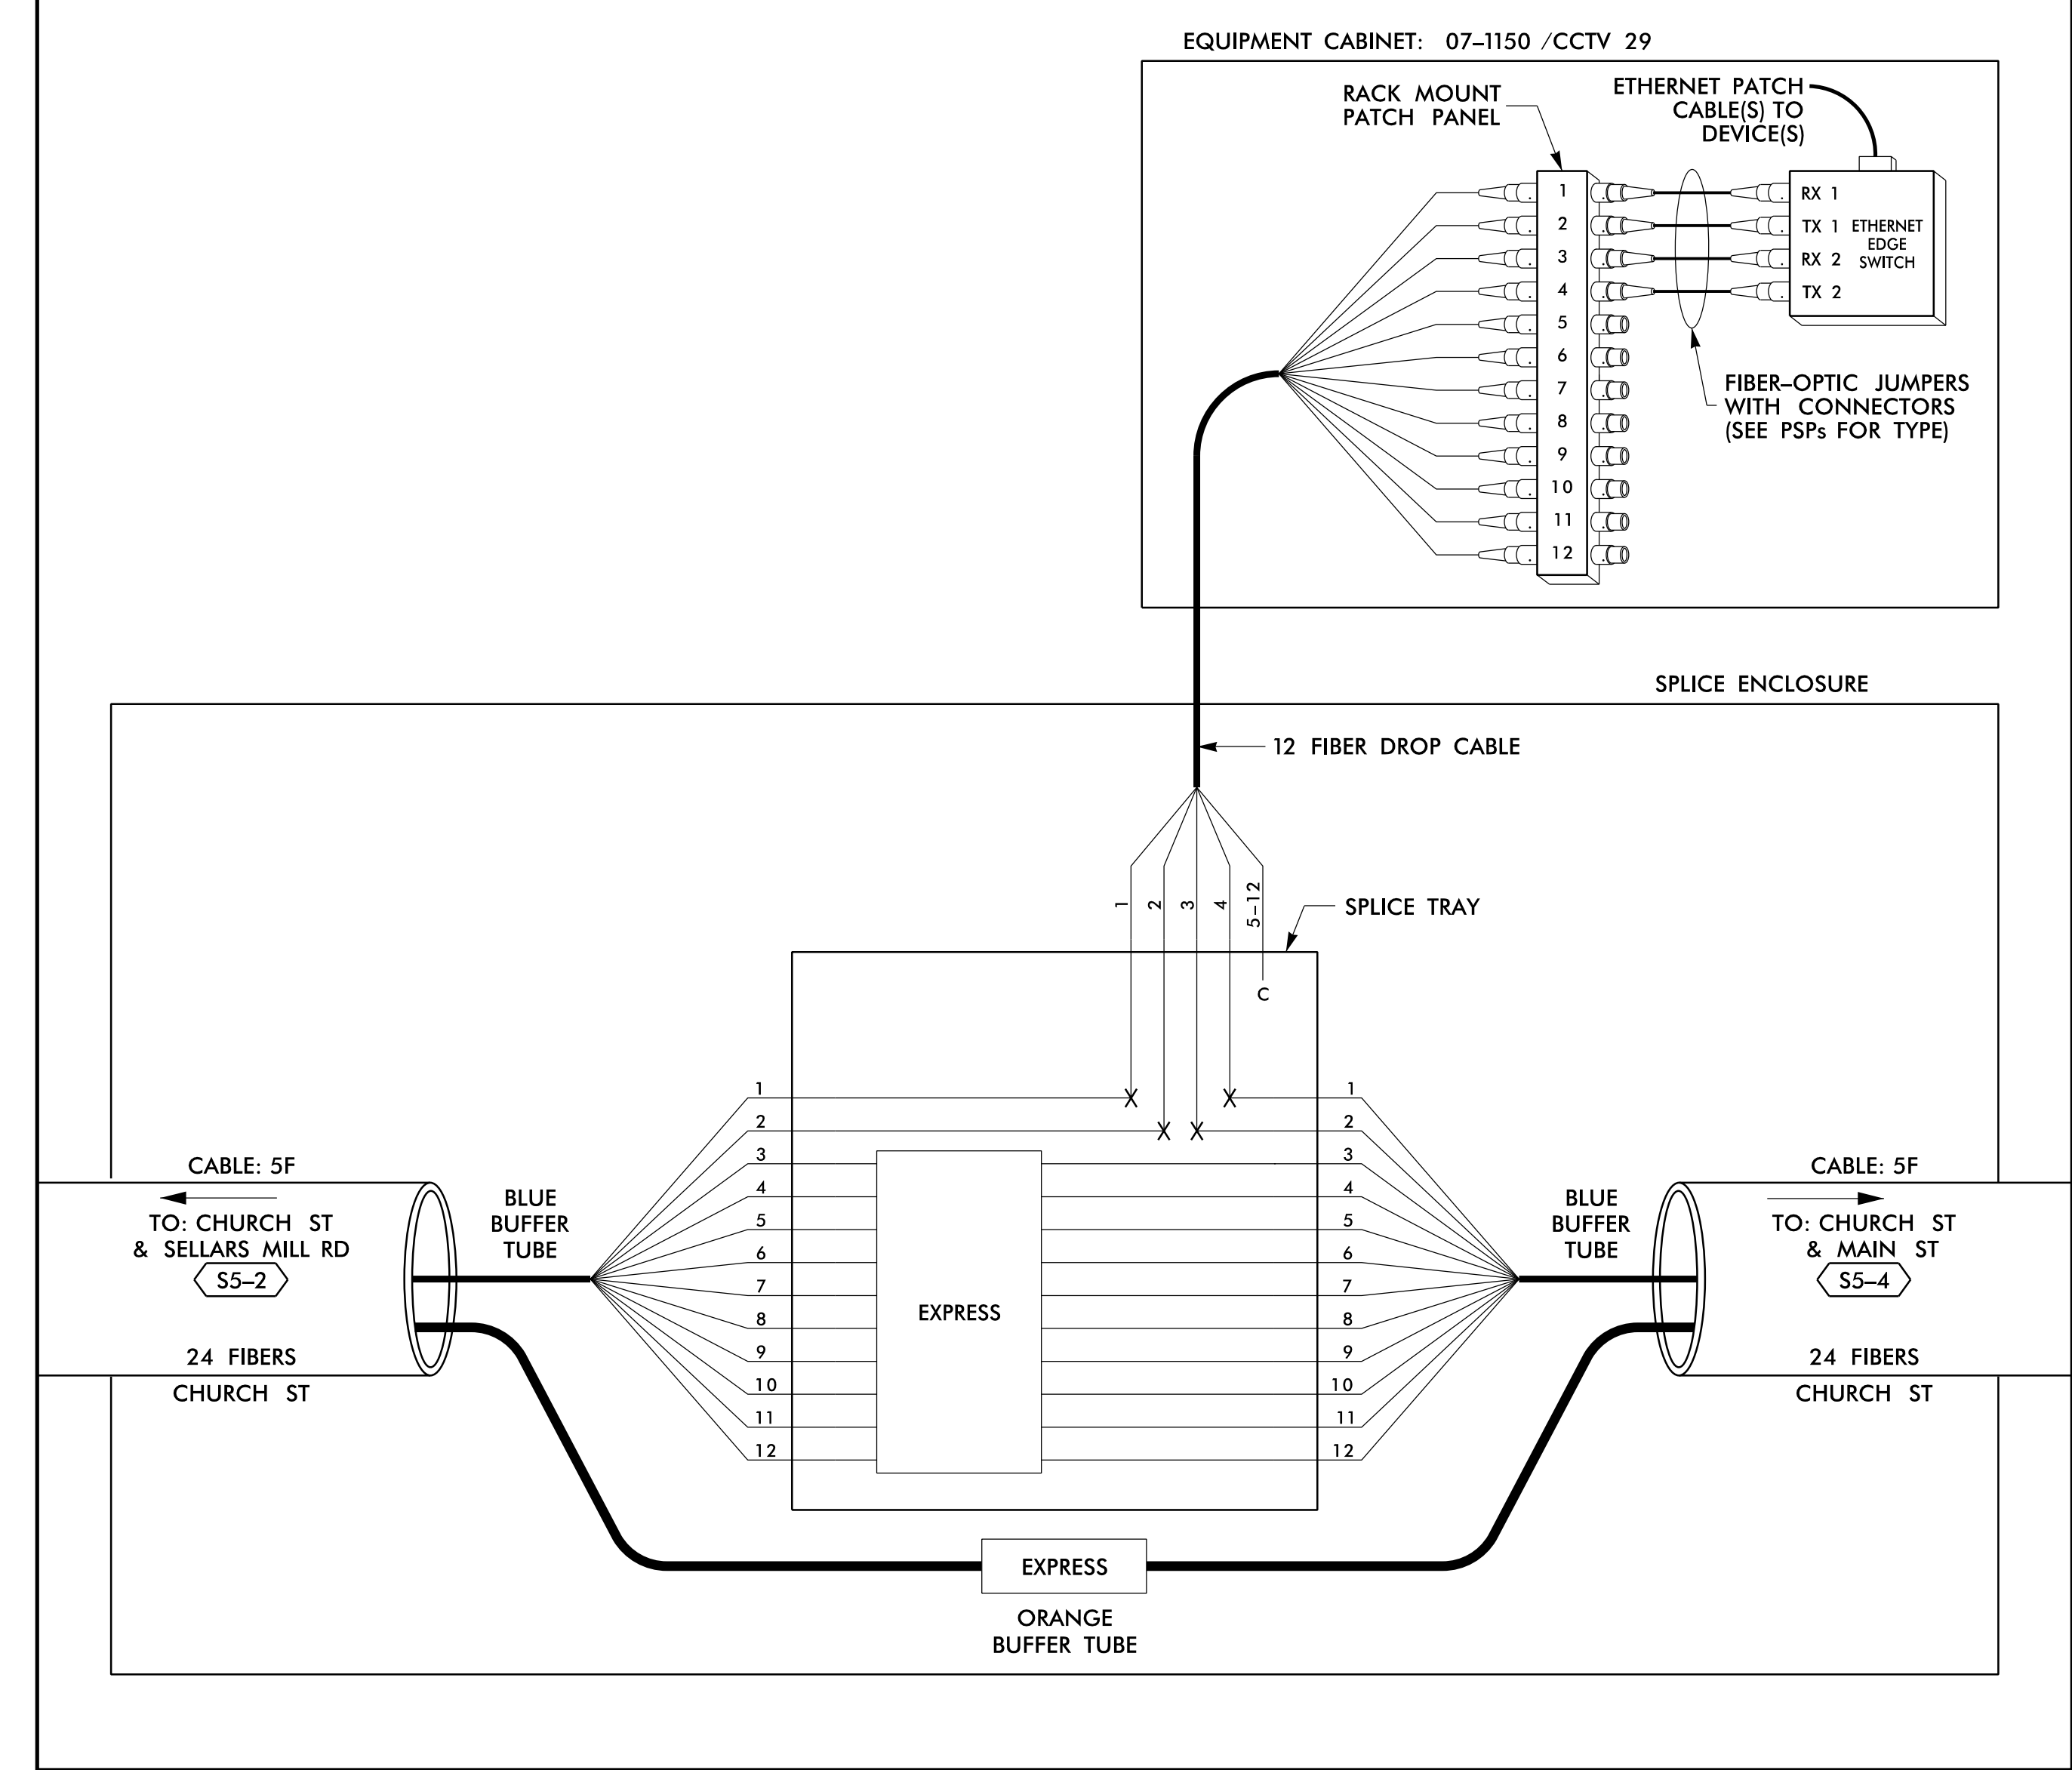 EQUIPMENT CABINET: 07–1150 /CCTV 29
RACK MOUNT
PATCH PANEL
ETHERNET PATCH
CABLE(S) TO
DEVICE(S)
1
2
3
4
5
6
7
8
9
10
11
12
RX 1
TX 1
RX 2
TX 2
ETHERNET
EDGE
SWITCH
FIBER–OPTIC JUMPERS
WITH CONNECTORS
(SEE PSPs FOR TYPE)
SPLICE ENCLOSURE
12 FIBER DROP CABLE
1
2
3
4
5–12
SPLICE TRAY
C
CABLE: 5F
TO: CHURCH ST
& SELLARS MILL RD
S5–2
24 FIBERS
CHURCH ST
BLUE
BUFFER
TUBE
1
2
3
4
5
6
7
8
9
10
11
12
EXPRESS
1
2
3
4
5
6
7
8
9
10
11
12
BLUE
BUFFER
TUBE
CABLE: 5F
TO: CHURCH ST
& MAIN ST
S5–4
24 FIBERS
CHURCH ST
EXPRESS
ORANGE
BUFFER TUBE